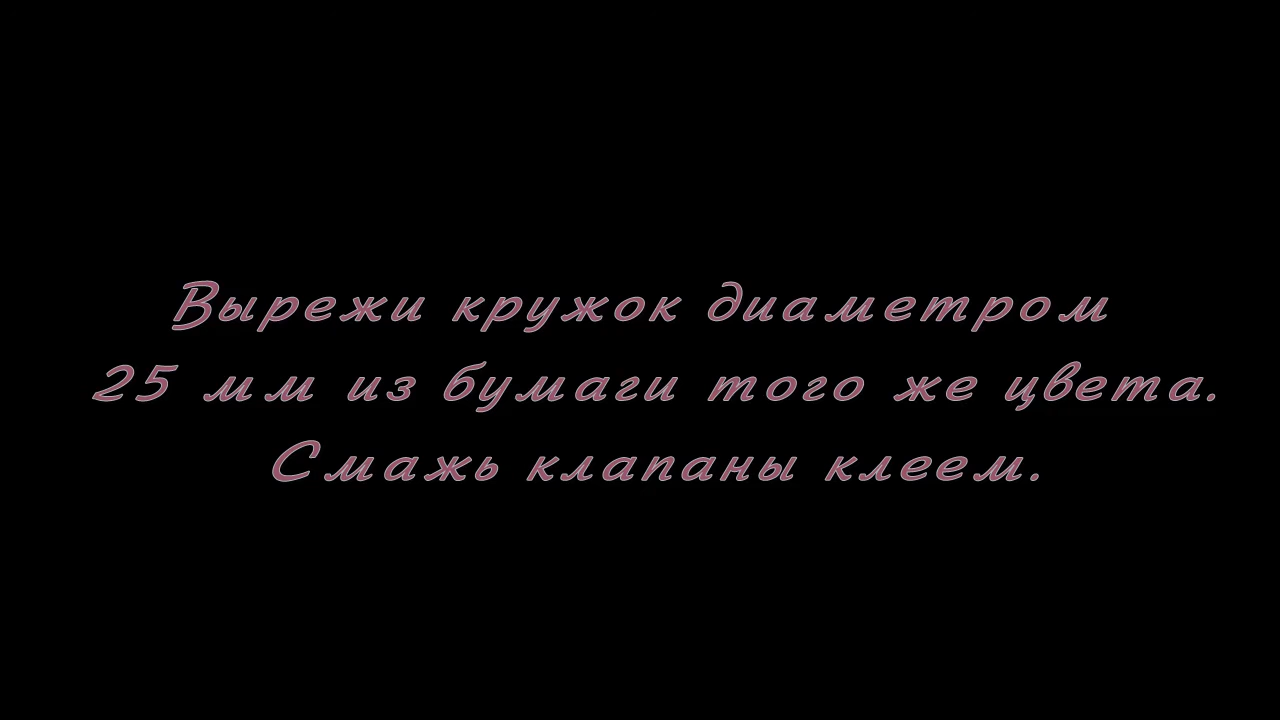 Вырежи кружок диаметром
25 мм из бумаги того же цвета.
Смажь клапаны клеем.